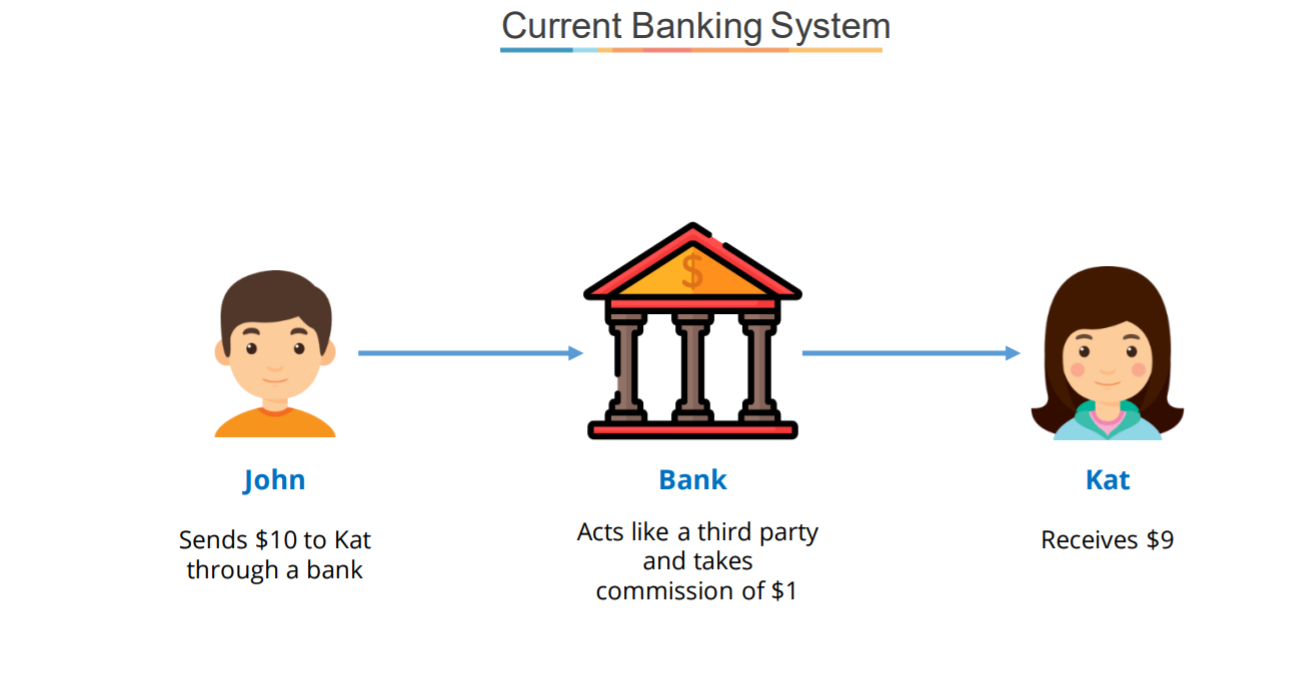 Current Banking System
$
John
Bank
Kat
Sends $10 to Kat
through a bank
Acts like a third party
and takes
commission of $1
Receives $9